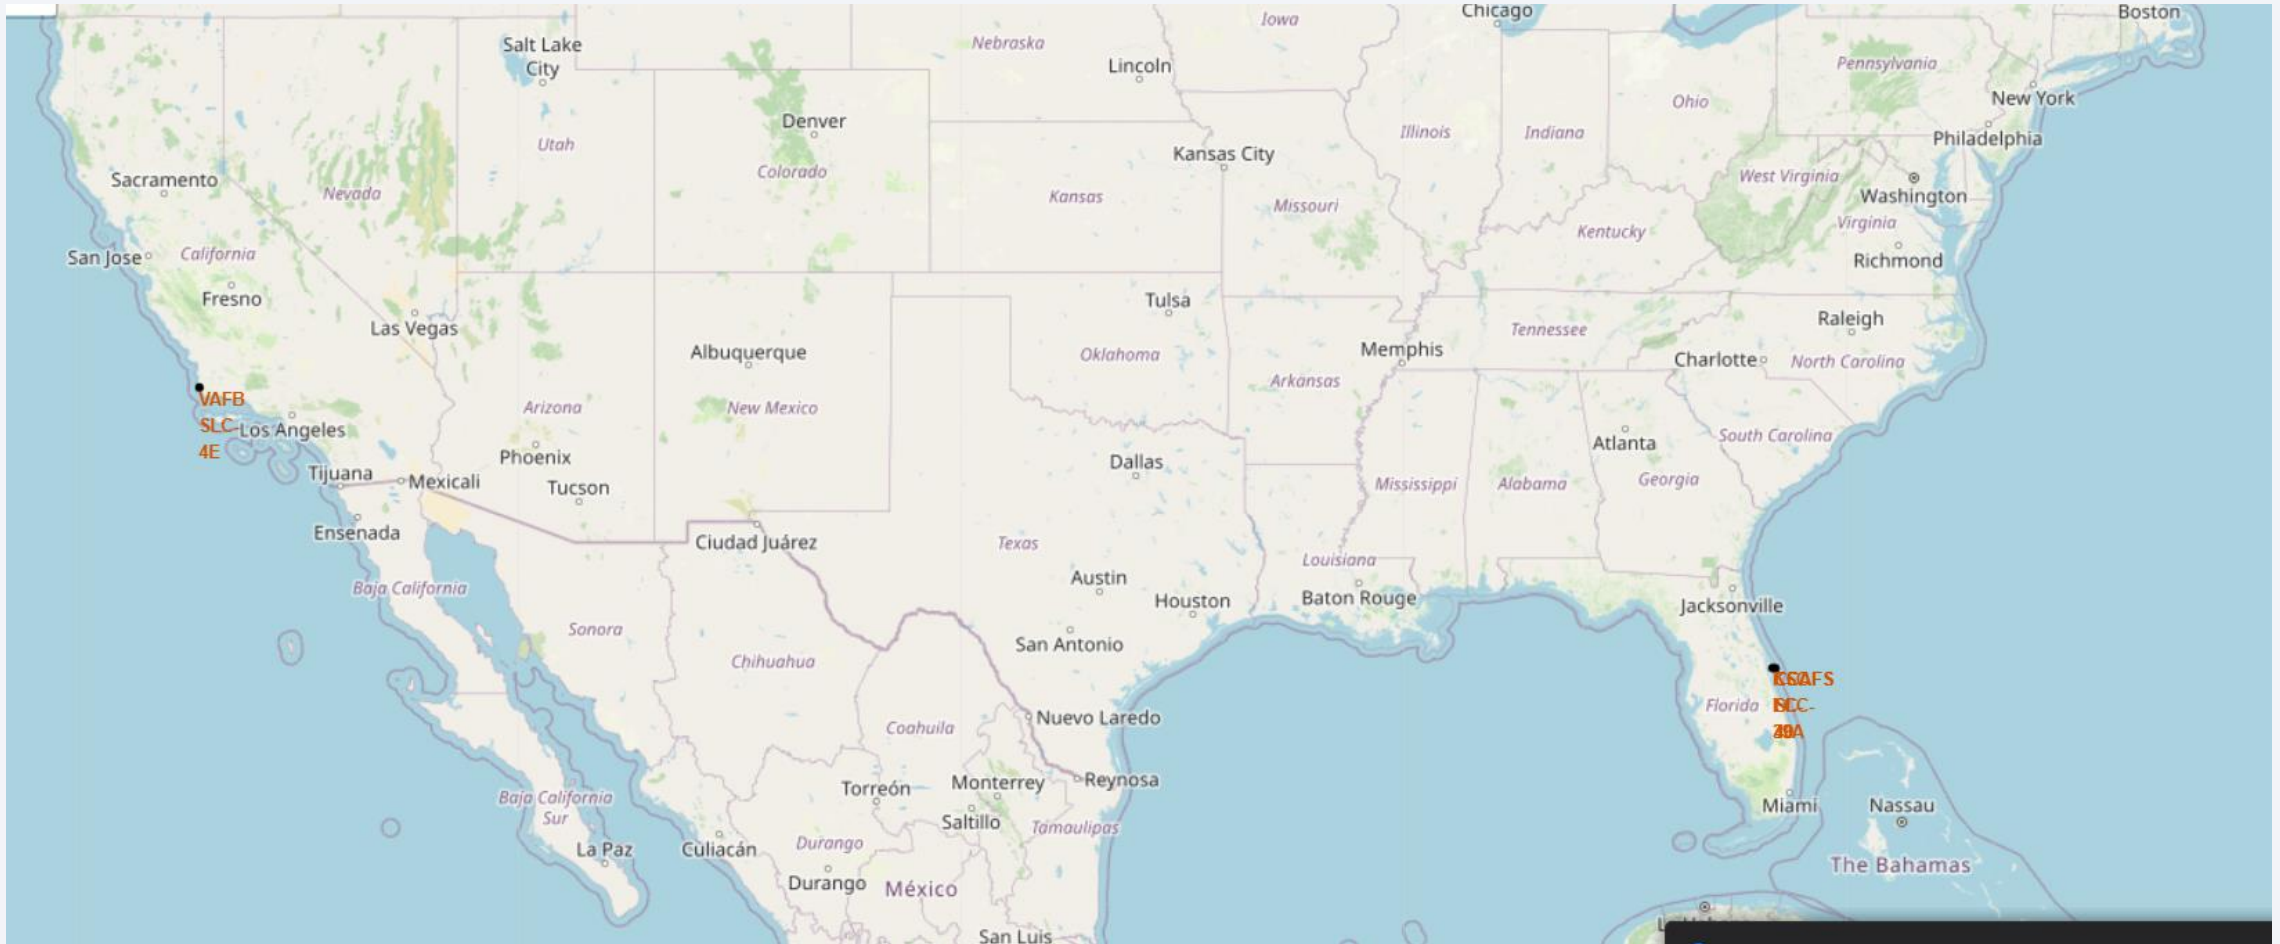 Chicago
Iowa
Boston
Salt Lake
City
Nebraska
Lincoln
Pennsylvania
New York
Ohio
Denver
Illinois
Indiana
Philadelphia
Utah
Kansas City
Colorado
Sacramento
Nevada
Kansas
Missouri
West Virginia
Washington
Virginia
Kentucky
San Jose
California
Richmond
Fresno
Las Vegas
Tulsa
Raleigh
Tennessee
Albuquerque
Oklahoma
Memphis
Charlotte
North Carolina
Arkansas
VAFB
SLC-
4E
Los Angeles
Arizona
New Mexico
South Carolina
Atlanta
Phoenix
Dallas
Tijuana
Mexicali
Tucson
Mississippi
Alabama
Georgia
Ensenada
Ciudad Juárez
Texas
Louisiana
Baja California
Austin
Houston
Baton Rouge
Jacksonville
Sonora
San Antonio
Chihuahua
Florida
Nuevo Laredo
Coahuila
Torreón
Monterrey
Reynosa
Baja California
Sur
Saltillo
Tamaulipas
Miami
Nassau
La Paz
Culiacán
Durango
The Bahamas
Durango
México
San Luis